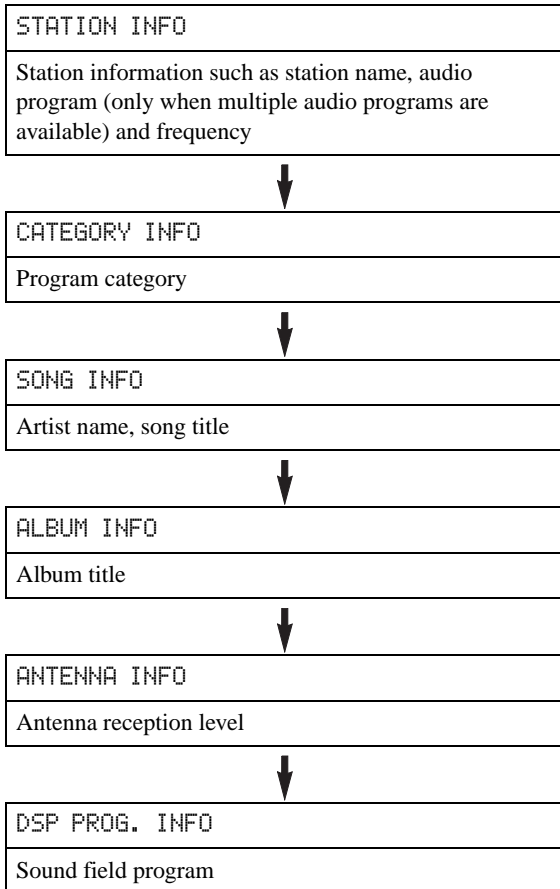 STATION INFO
Station information such as station name, audio
program (only when multiple audio programs are
available) and frequency
CATEGORY INFO
Program category
SONG INFO
Artist name, song title
ALBUM INFO
Album title
ANTENNA INFO
Antenna reception level
DSP PROG. INFO
Sound field program